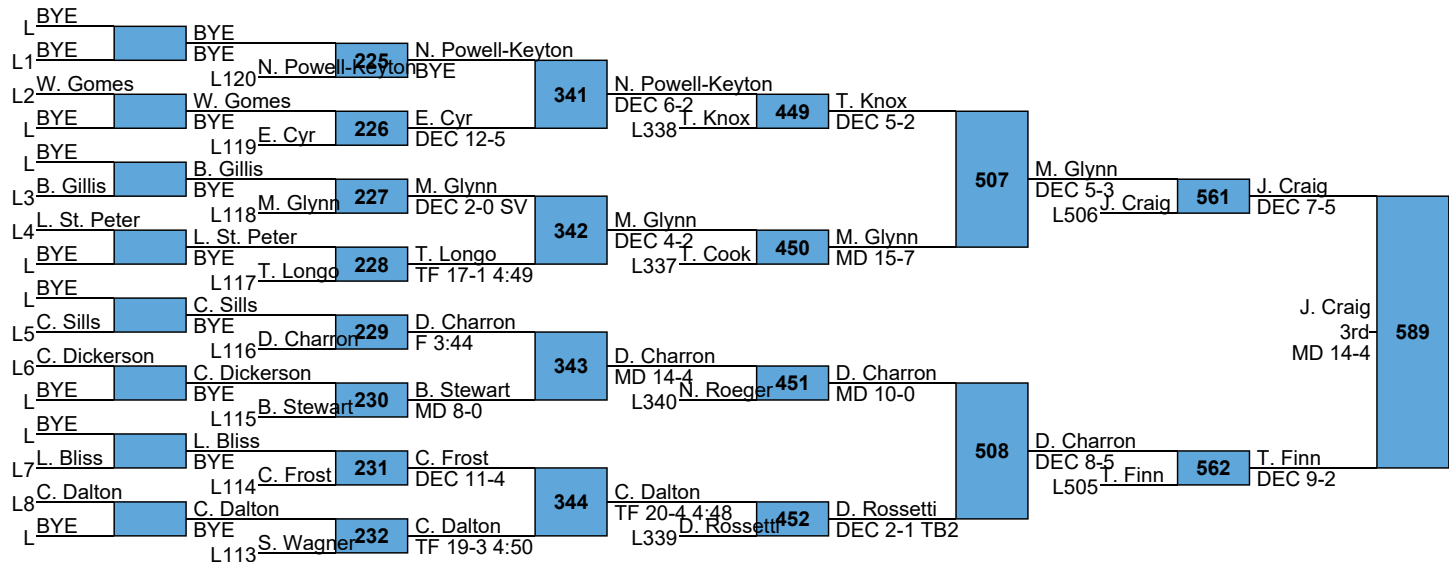 BYE
L
BYE
L1
BYE
BYE
L120
N. Powell-Keyton
225
N. Powell-Keyton
BYE
W. Gomes
L2
BYE
L
W. Gomes
BYE
L119
E. Cyr
226
E. Cyr
DEC 12-5
341
N. Powell-Keyton
DEC 6-2
L338
T. Knox
449
T. Knox
DEC 5-2
BYE
L
B. Gillis
L3
B. Gillis
BYE
L118
M. Glynn
227
M. Glynn
DEC 2-0 SV
L. St. Peter
L4
BYE
L
L. St. Peter
BYE
L117
T. Longo
228
T. Longo
TF 17-1 4:49
342
M. Glynn
DEC 4-2
L337
T. Cook
450
M. Glynn
MD 15-7
507
M. Glynn
DEC 5-3
L506
J. Craig
561
J. Craig
DEC 7-5
BYE
L
C. Sills
L5
C. Sills
BYE
L116
D. Charron
229
D. Charron
F 3:44
C. Dickerson
L6
BYE
L
C. Dickerson
BYE
L115
B. Stewart
230
B. Stewart
MD 8-0
343
D. Charron
MD 14-4
L340
N. Roeger
451
D. Charron
MD 10-0
BYE
L
L. Bliss
L7
L. Bliss
BYE
L114
C. Frost
231
C. Frost
DEC 11-4
C. Dalton
L8
BYE
L
C. Dalton
BYE
L113
S. Wagner
232
C. Dalton
TF 19-3 4:50
344
C. Dalton
TF 20-4 4:48
L339
D. Rossetti
452
D. Rossetti
DEC 2-1 TB2
508
D. Charron
DEC 8-5
L505
T. Finn
562
T. Finn
DEC 9-2
J. Craig
3rd
MD 14-4
589